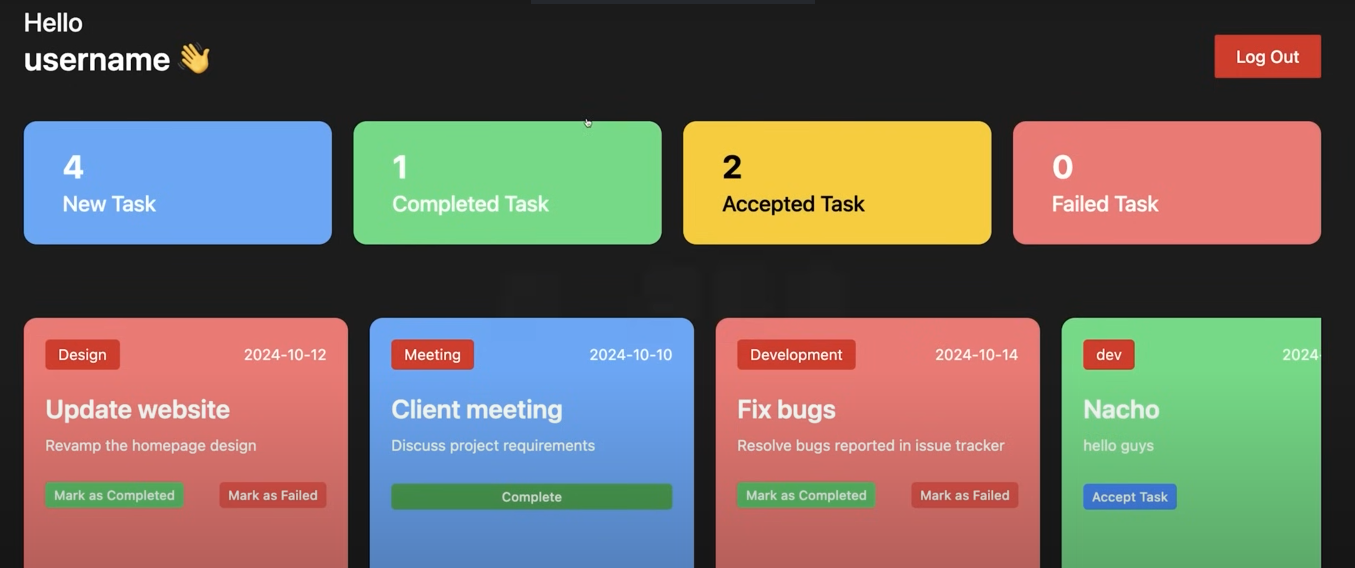 Hello
username 👋
Log Out
4
New Task
1
Completed Task
2
Accepted Task
0
Failed Task
Design 2024-10-12
Update website
Revamp the homepage design
Mark as Completed Mark as Failed
Meeting 2024-10-10
Client meeting
Discuss project requirements
Complete
Development 2024-10-14
Fix bugs
Resolve bugs reported in issue tracker
Mark as Completed Mark as Failed
dev 2024-
Nacho
hello guys
Accept Task